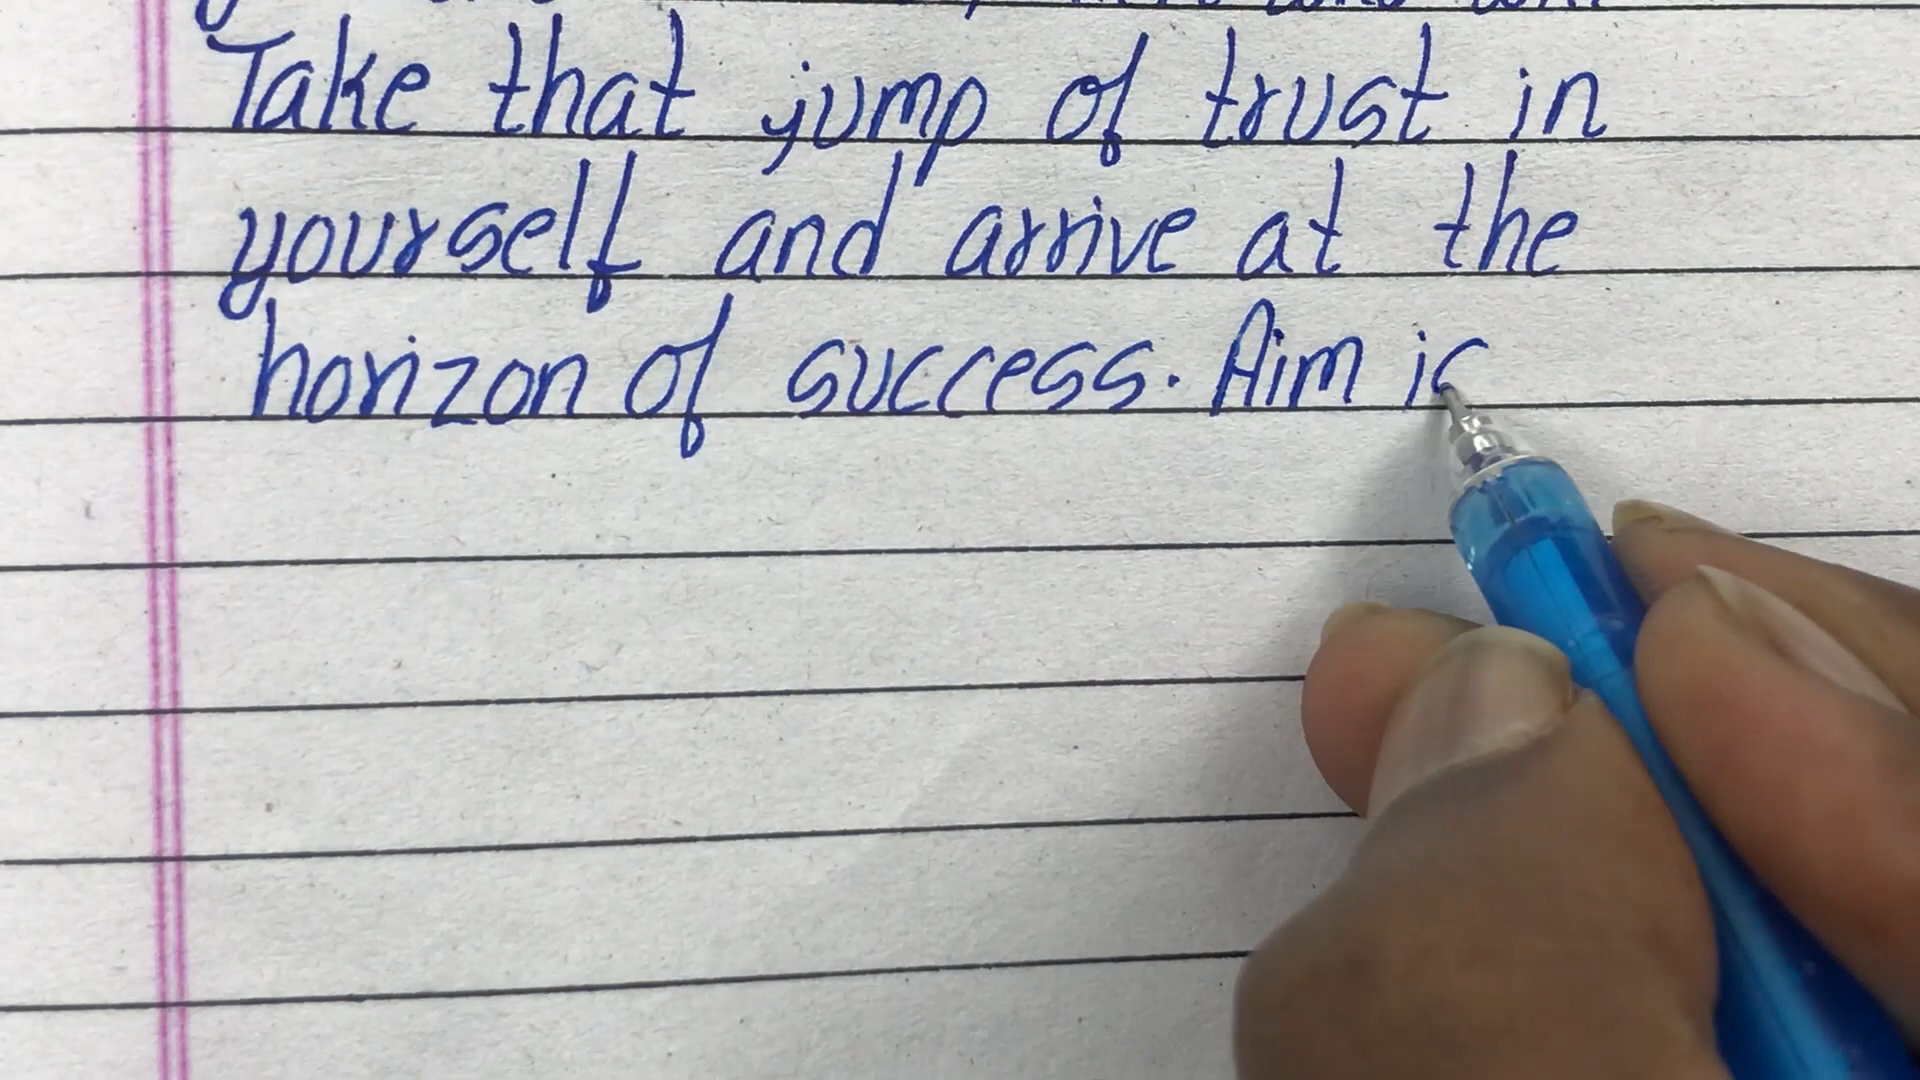 Take that jump of trust in
yourself and arrive at the
horizon of success. Aim is